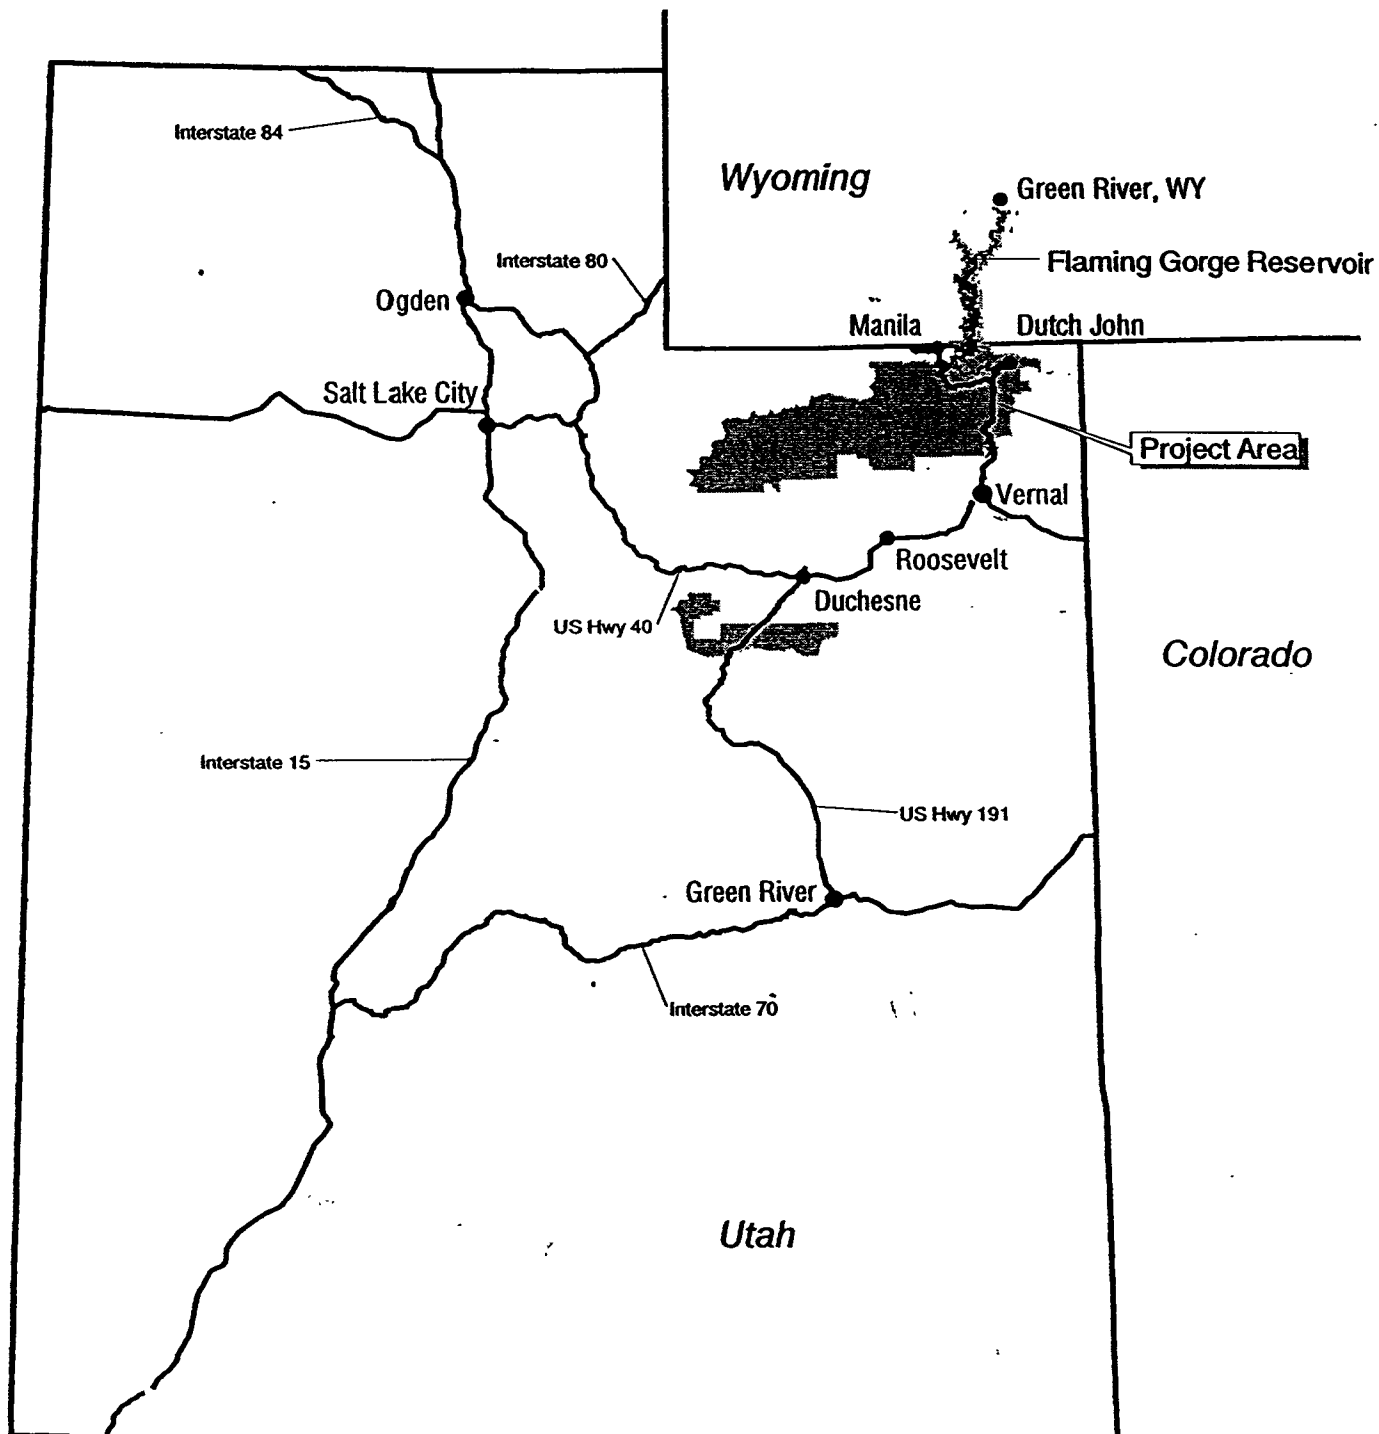 Interstate 84
Wyoming
Green River, WY
Interstate 80
Flaming Gorge Reservoir
Ogden
Manila
Dutch John
Salt Lake City
Project Area
Vernal
Roosevelt
Duchesne
US Hwy 40
Colorado
Interstate 15
US Hwy 191
Green River
Interstate 70
Utah